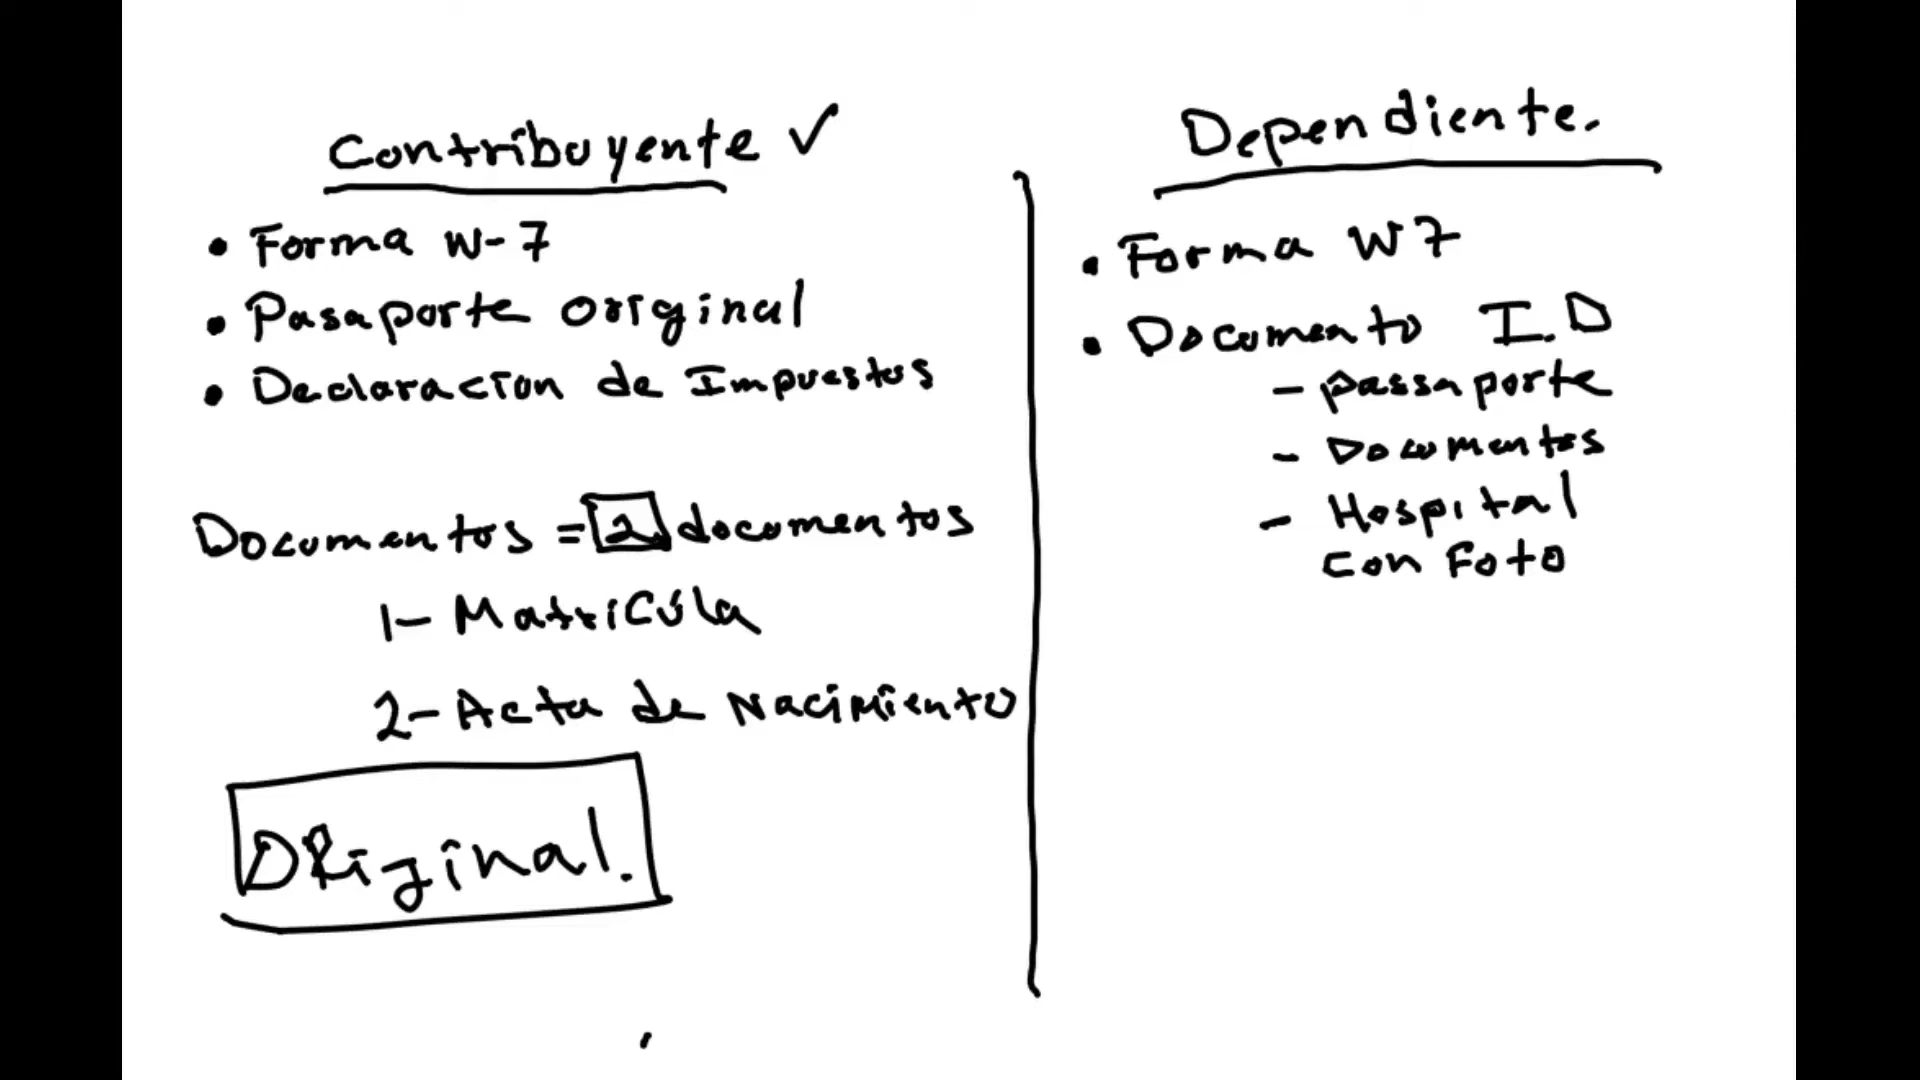 Contribuyente ✓
• Forma W-7
• Pasaporte Original
• Declaracion de Impuestos
Documentos = 2 documentos
1- Matricúla
2- Acta de Nacimiento
ORiginal.
Dependiente.
• Forma W7
• Documento I.D
- passaporte
- Documentos
- Hospital
con Foto